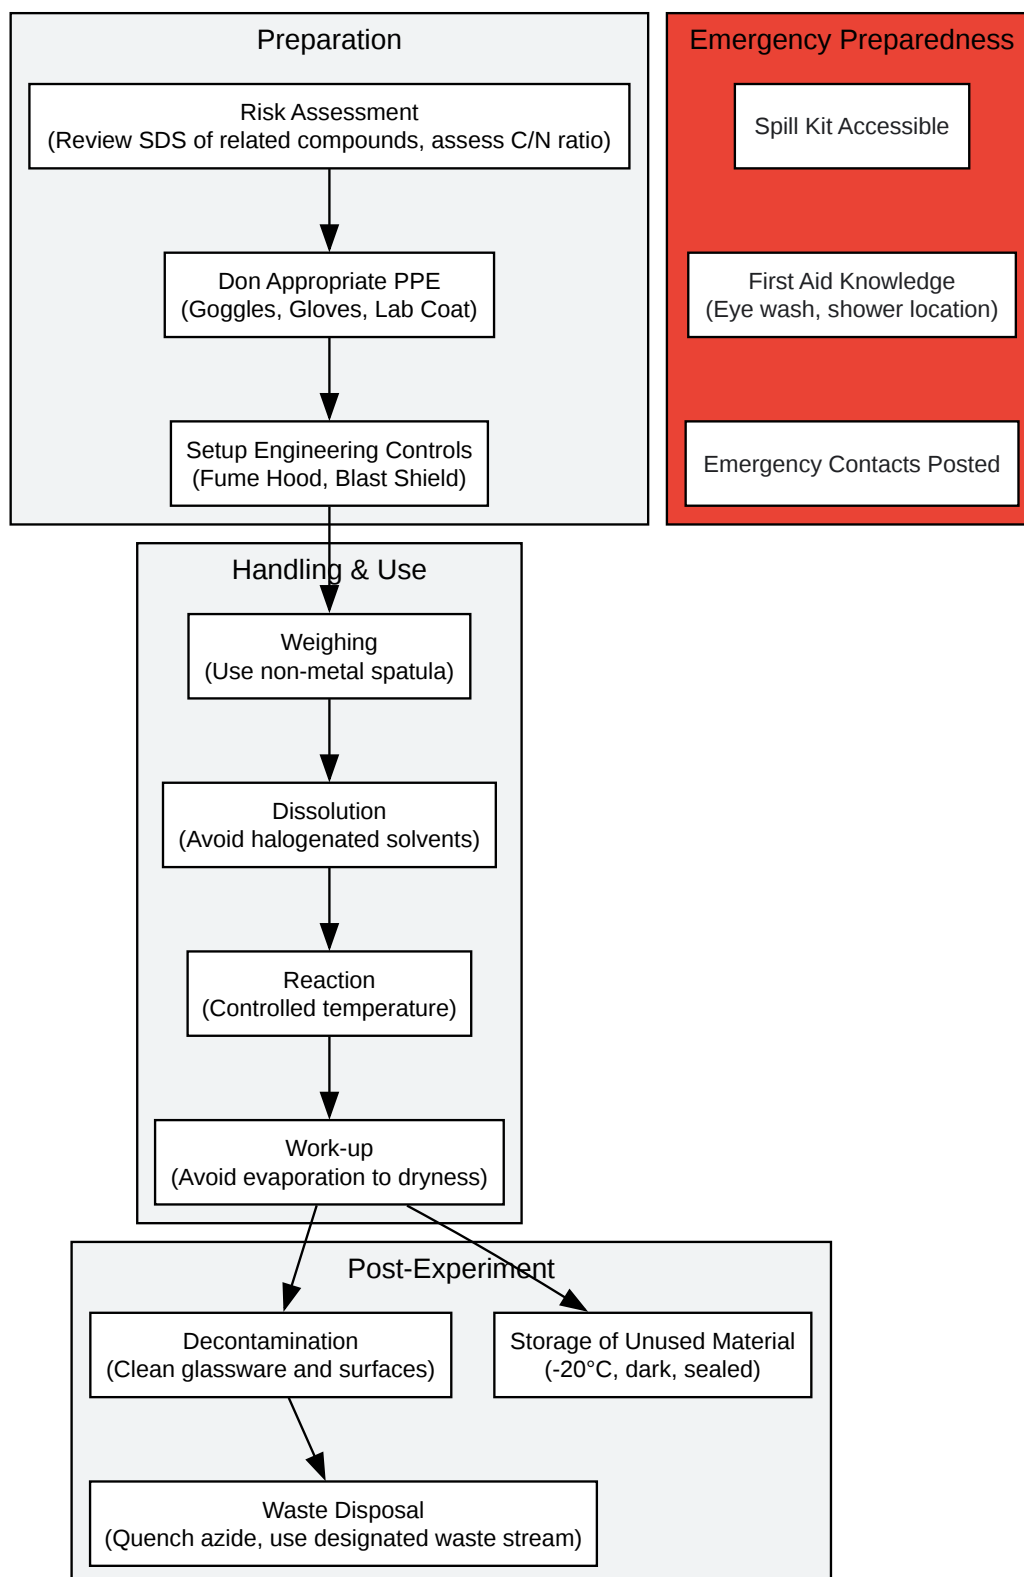 Preparation
Risk Assessment
(Review SDS of related compounds, assess C/N ratio)
Don Appropriate PPE
(Goggles, Gloves, Lab Coat)
Setup Engineering Controls
(Fume Hood, Blast Shield)
Emergency Preparedness
Spill Kit Accessible
First Aid Knowledge
(Eye wash, shower location)
Emergency Contacts Posted
Handling & Use
Weighing
(Use non-metal spatula)
Dissolution
(Avoid halogenated solvents)
Reaction
(Controlled temperature)
Work-up
(Avoid evaporation to dryness)
Post-Experiment
Decontamination
(Clean glassware and surfaces)
Storage of Unused Material
(-20°C, dark, sealed)
Waste Disposal
(Quench azide, use designated waste stream)